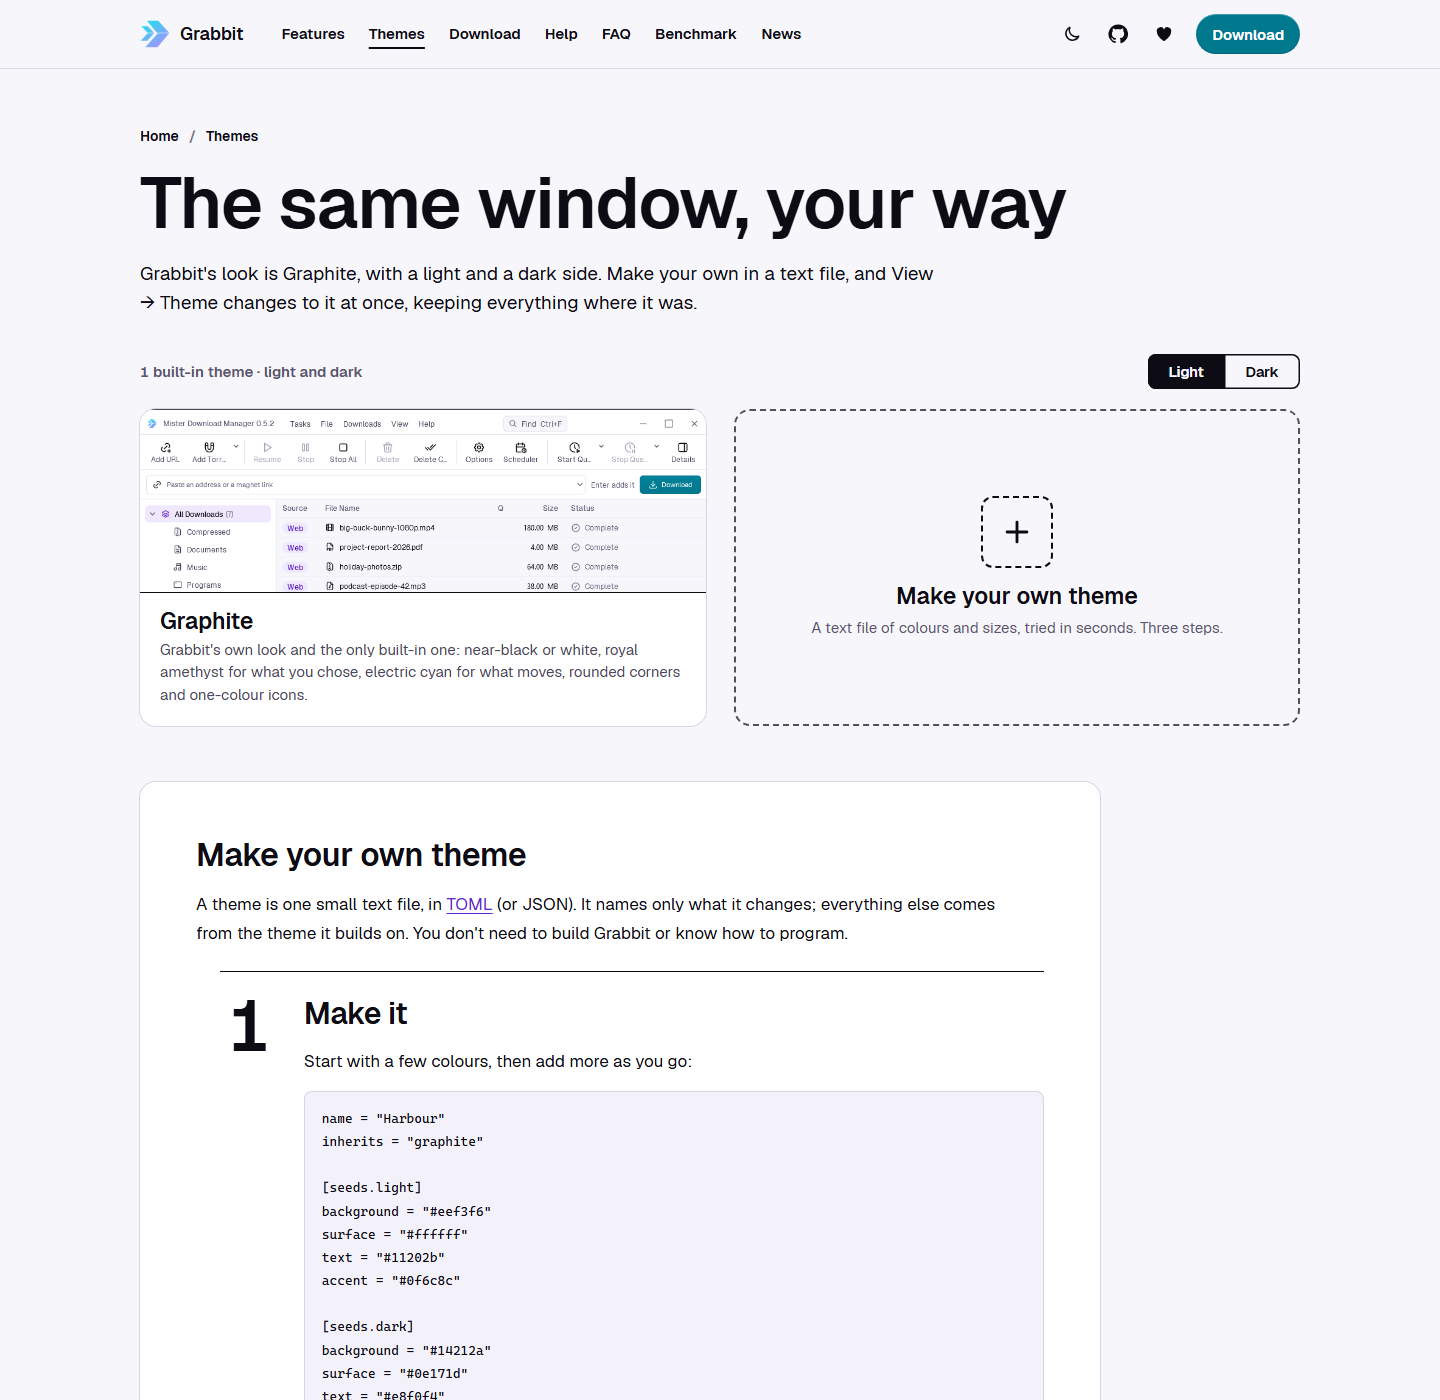 Grabbit
Features
Themes
Download
Help
FAQ
Benchmark
News
Download
Home / Themes
The same window, your way
Grabbit's look is Graphite, with a light and a dark side. Make your own in a text file, and View
→ Theme changes to it at once, keeping everything where it was.
1 built-in theme · light and dark
Light
Dark
Mister Download Manager 0.5.2
Tasks
File
Downloads
View
Help
Find Ctrl+F
Add URL
Add Torr...
Resume
Stop
Stop All
Delete
Delete C...
Options
Scheduler
Start Qu...
Stop Que...
Details
Paste an address or a magnet link
Enter adds it
Download
All Downloads (7)
Compressed
Documents
Music
Programs
Source
File Name
Q
Size
Status
Web big-buck-bunny-1080p.mp4 180.00 MB Complete
Web project-report-2026.pdf 4.00 MB Complete
Web holiday-photos.zip 64.00 MB Complete
Web podcast-episode-42.mp3 38.00 MB Complete
Graphite
Grabbit's own look and the only built-in one: near-black or white, royal
amethyst for what you chose, electric cyan for what moves, rounded corners
and one-colour icons.
Make your own theme
A text file of colours and sizes, tried in seconds. Three steps.
Make your own theme
A theme is one small text file, in TOML (or JSON). It names only what it changes; everything else comes
from the theme it builds on. You don't need to build Grabbit or know how to program.
1
Make it
Start with a few colours, then add more as you go:
name = "Harbour"
inherits = "graphite"
[seeds.light]
background = "#eef3f6"
surface = "#ffffff"
text = "#11202b"
accent = "#0f6c8c"
[seeds.dark]
background = "#14212a"
surface = "#0e171d"
text = "#e8f0f4"